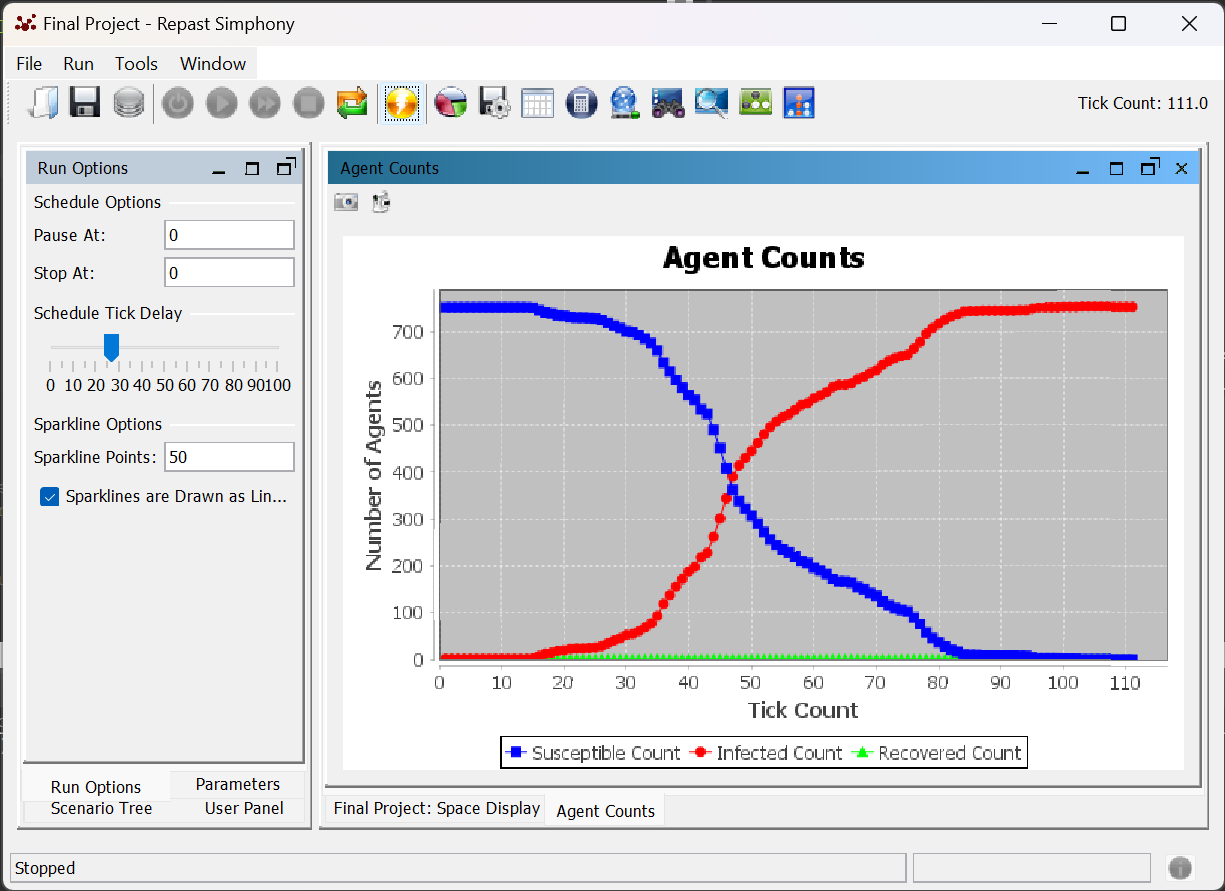 Final Project - Repast Simphony
File Run Tools Window
Tick Count: 111.0
Run Options
Schedule Options
Pause At: 0
Stop At: 0
Schedule Tick Delay
0 10 20 30 40 50 60 70 80 90100
Sparkline Options
Sparkline Points: 50
Sparklines are Drawn as Lin...
Run Options Parameters
Scenario Tree User Panel
Agent Counts
Agent Counts
Number of Agents
700
600
500
400
300
200
100
0
0 10 20 30 40 50 60 70 80 90 100 110
Tick Count
Susceptible Count Infected Count Recovered Count
Final Project: Space Display Agent Counts
Stopped